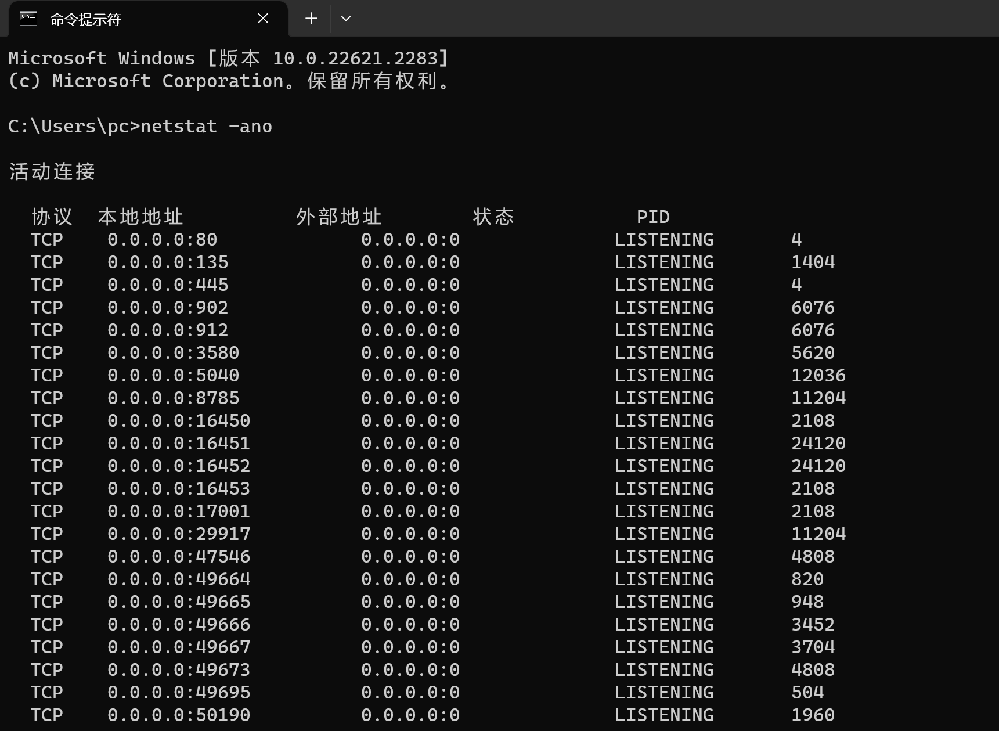 命令提示符
Microsoft Windows [版本 10.0.22621.2283]
(c) Microsoft Corporation。保留所有权利。
C:\Users\pc>netstat -ano
活动连接
协议 本地地址 外部地址 状态 PID
TCP 0.0.0.0:80 0.0.0.0:0 LISTENING 4
TCP 0.0.0.0:135 0.0.0.0:0 LISTENING 1404
TCP 0.0.0.0:445 0.0.0.0:0 LISTENING 4
TCP 0.0.0.0:902 0.0.0.0:0 LISTENING 6076
TCP 0.0.0.0:912 0.0.0.0:0 LISTENING 6076
TCP 0.0.0.0:3580 0.0.0.0:0 LISTENING 5620
TCP 0.0.0.0:5040 0.0.0.0:0 LISTENING 12036
TCP 0.0.0.0:8785 0.0.0.0:0 LISTENING 11204
TCP 0.0.0.0:16450 0.0.0.0:0 LISTENING 2108
TCP 0.0.0.0:16451 0.0.0.0:0 LISTENING 24120
TCP 0.0.0.0:16452 0.0.0.0:0 LISTENING 24120
TCP 0.0.0.0:16453 0.0.0.0:0 LISTENING 2108
TCP 0.0.0.0:17001 0.0.0.0:0 LISTENING 2108
TCP 0.0.0.0:29917 0.0.0.0:0 LISTENING 11204
TCP 0.0.0.0:47546 0.0.0.0:0 LISTENING 4808
TCP 0.0.0.0:49664 0.0.0.0:0 LISTENING 820
TCP 0.0.0.0:49665 0.0.0.0:0 LISTENING 948
TCP 0.0.0.0:49666 0.0.0.0:0 LISTENING 3452
TCP 0.0.0.0:49667 0.0.0.0:0 LISTENING 3704
TCP 0.0.0.0:49673 0.0.0.0:0 LISTENING 4808
TCP 0.0.0.0:49695 0.0.0.0:0 LISTENING 504
TCP 0.0.0.0:50190 0.0.0.0:0 LISTENING 1960